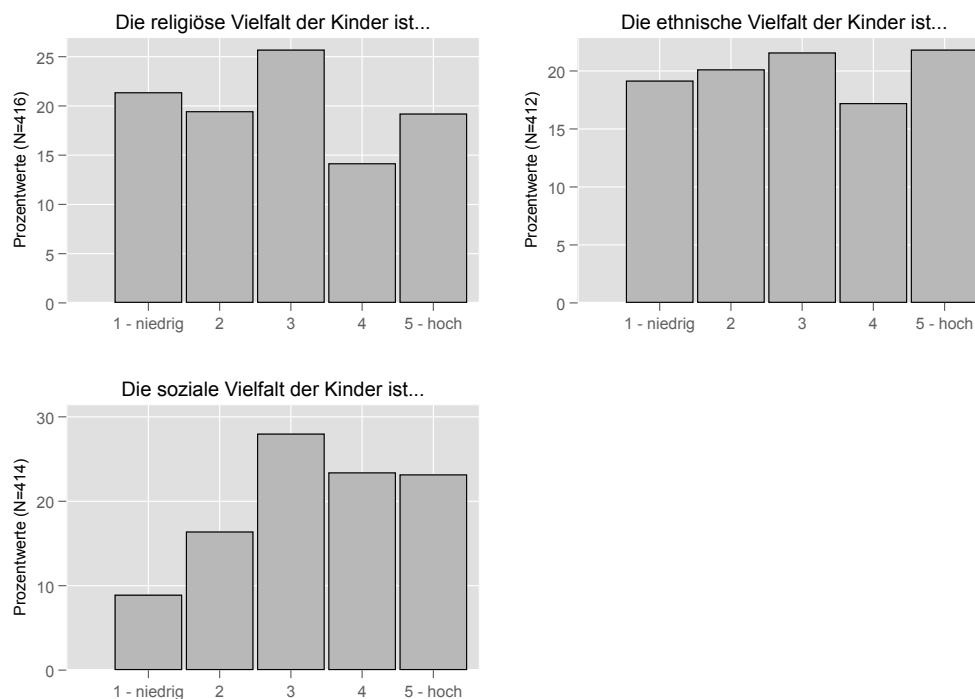 Die religiöse Vielfalt der Kinder ist...
Prozentwerte (N=416)
25
20
15
10
5
0
1 - niedrig 2 3 4 5 - hoch
Die ethnische Vielfalt der Kinder ist...
Prozentwerte (N=412)
20
15
10
5
0
1 - niedrig 2 3 4 5 - hoch
Die soziale Vielfalt der Kinder ist...
Prozentwerte (N=414)
30
20
10
0
1 - niedrig 2 3 4 5 - hoch